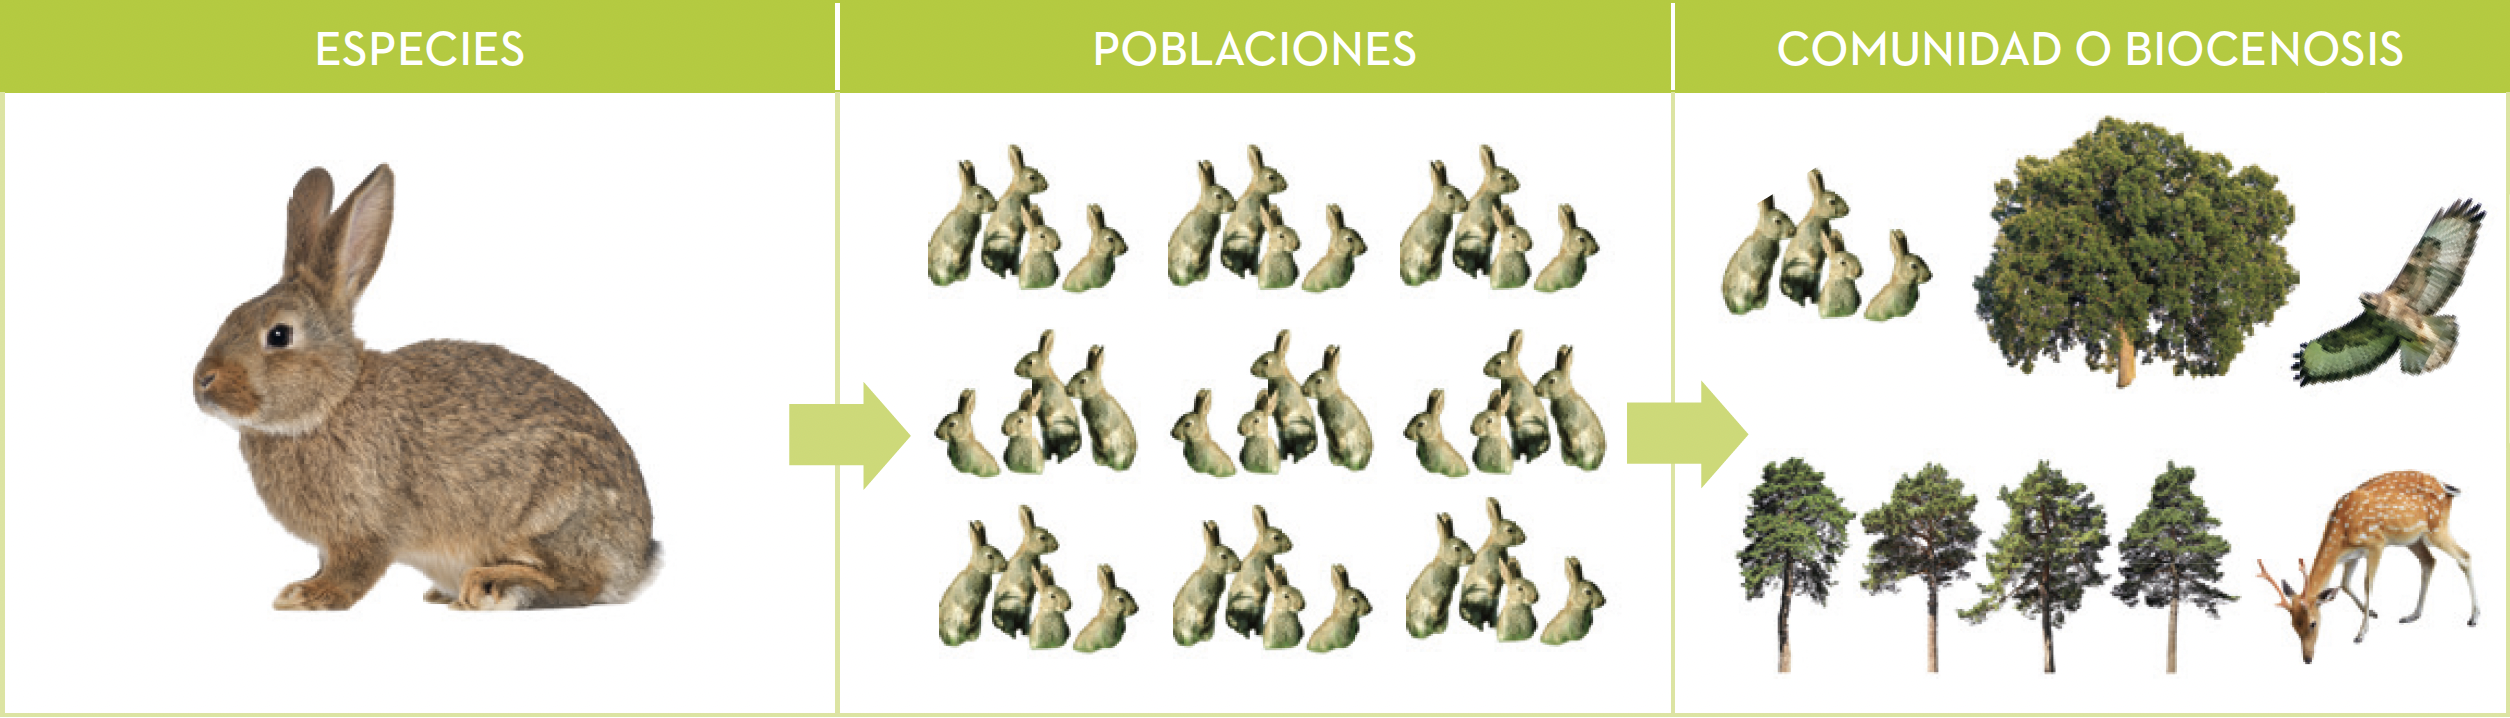 ESPECIES
POBLACIONES
COMUNIDAD O BIOCENOSIS